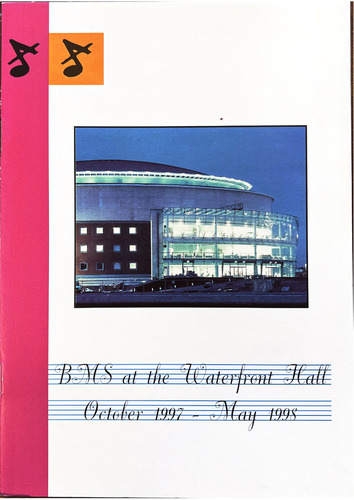 BMS at the Waterfront Hall
October 1997 - May 1998